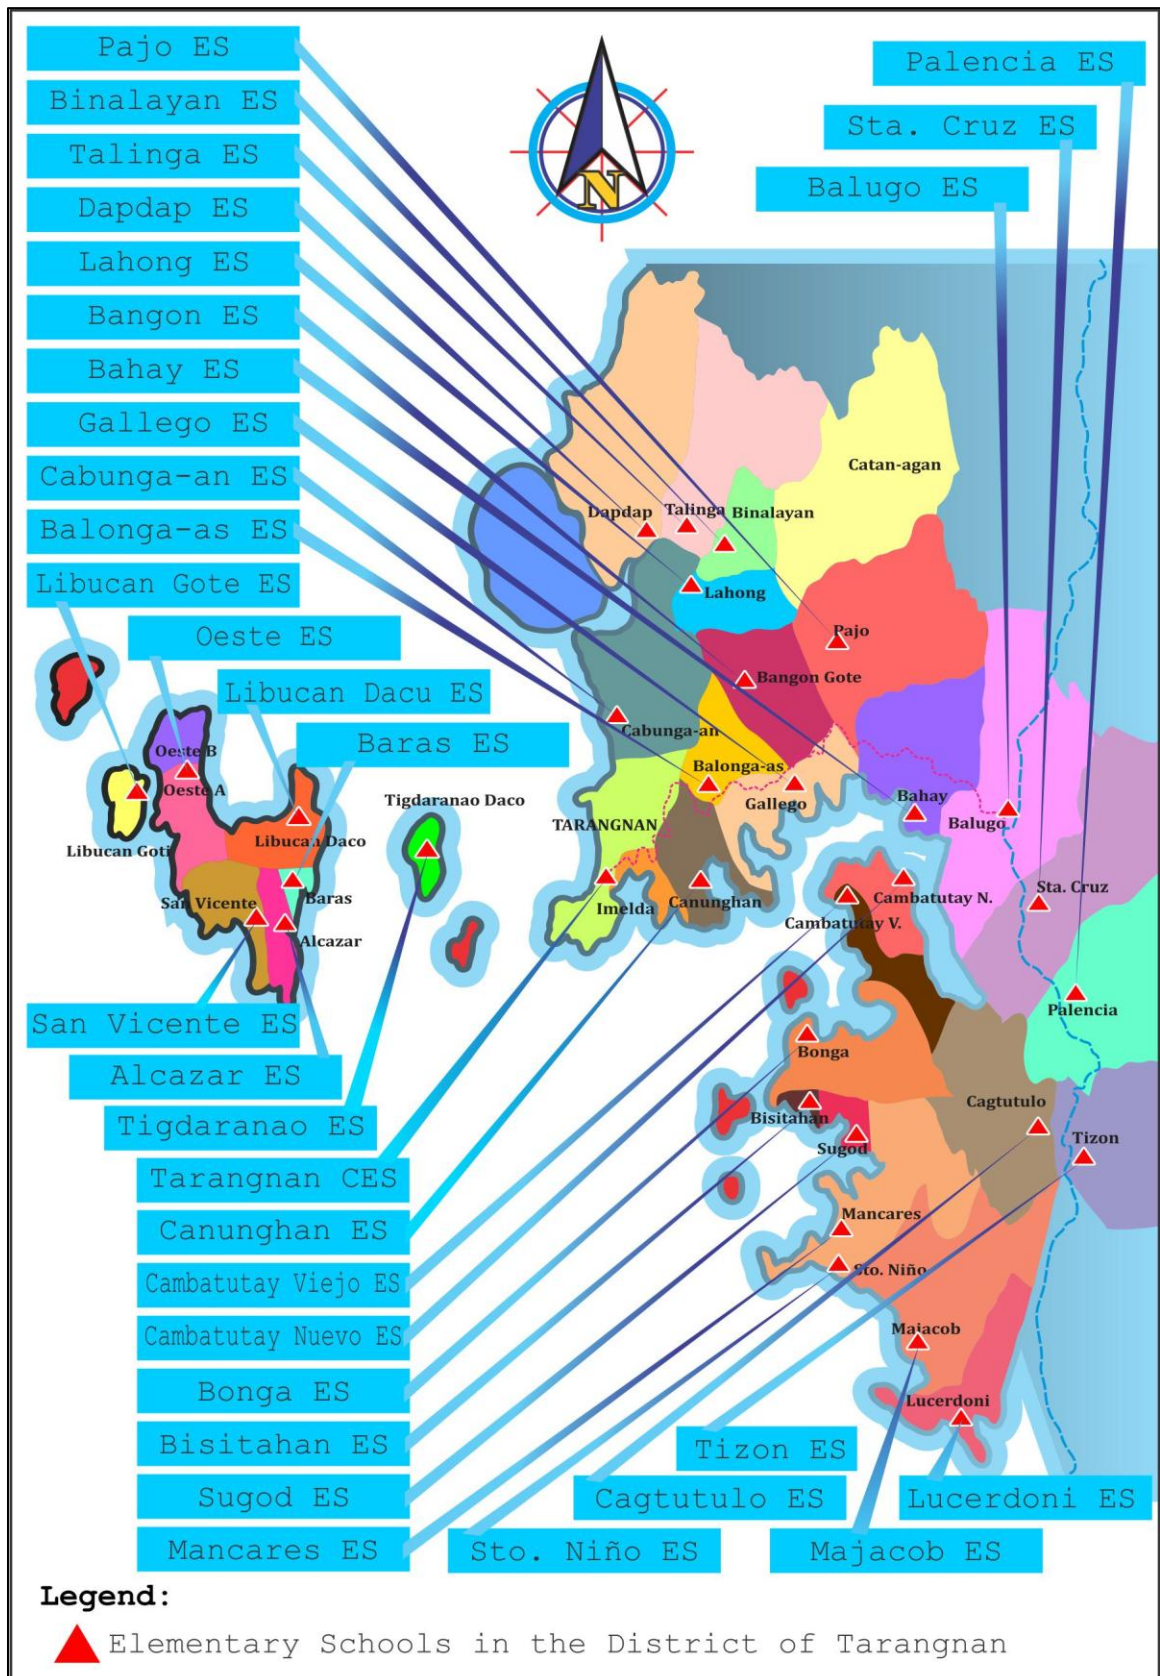 Pajo ES
Binalayan ES
Talinga ES
Dapdap ES
Lahong ES
Bangon ES
Bahay ES
Gallego ES
Cabunga-an ES
Balonga-as ES
Libucan Gote ES
Oeste ES
Libucan Dacu ES
Baras ES
N
Palencia ES
Sta. Cruz ES
Balugo ES
Catan-agan
Dapdap
Talinga
Binalayan
Lahong
Pajo
Bangon Gote
Cabunga-an
Balonga-as
Gallego
Bahay
Balugo
TARANGNAN
Imelda
Canunghan
Cambatutay V.
Cambatutay N.
Sta. Cruz
Palencia
Oeste B
Oeste A
Libucan Goti
Libucan Daco
San Vicente
Baras
Alcazar
Tigdaranao Daco
Bonga
Bisitahan
Sugod
Cagtutulo
Tizon
Mancares
Sto. Niño
Majacob
Lucerdoni
San Vicente ES
Alcazar ES
Tigdaranao ES
Tarangnan CES
Canunghan ES
Cambatutay Viejo ES
Cambatutay Nuevo ES
Bonga ES
Bisitahan ES
Sugod ES
Mancares ES
Tizon ES
Cagtutulo ES
Lucerdoni ES
Sto. Niño ES
Majacob ES
Legend:
Elementary Schools in the District of Tarangnan